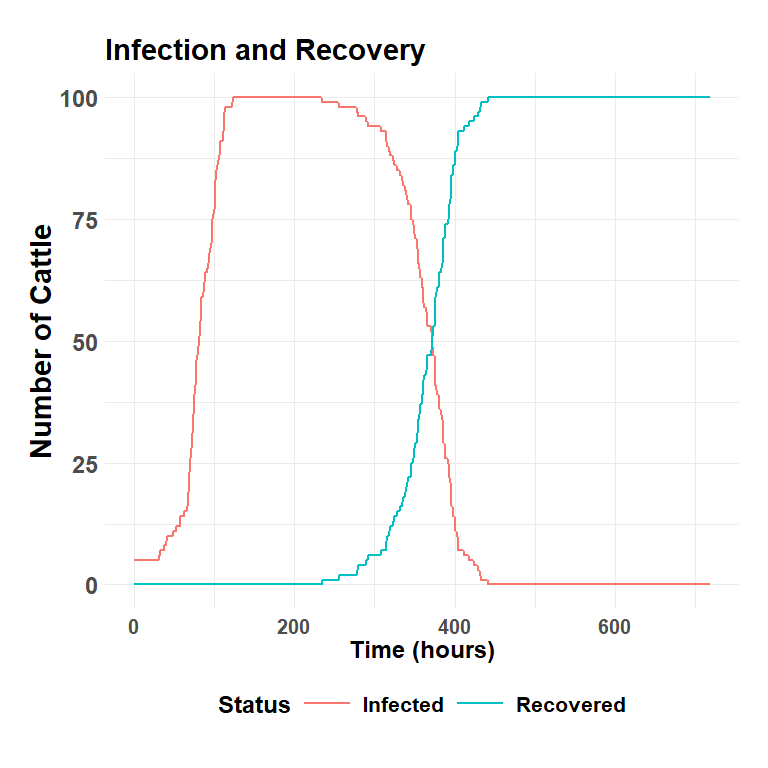 Infection and Recovery
Number of Cattle
100
75
50
25
0
0 200 400 600
Time (hours)
Status Infected Recovered